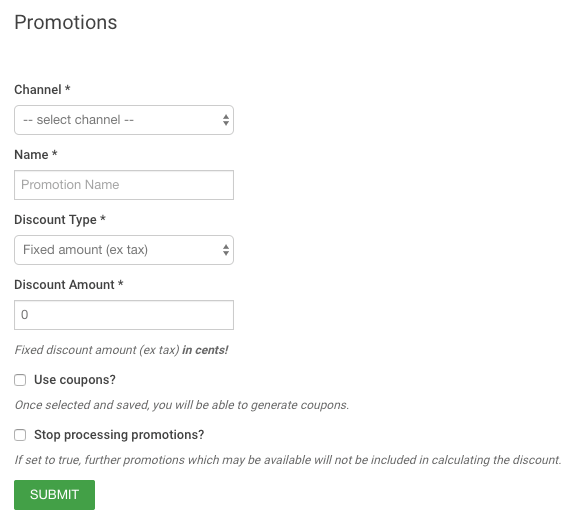 Promotions
Channel *
-- select channel --
Name *
Promotion Name
Discount Type *
Fixed amount (ex tax)
Discount Amount *
0
Fixed discount amount (ex tax) in cents!
Use coupons?
Once selected and saved, you will be able to generate coupons.
Stop processing promotions?
If set to true, further promotions which may be available will not be included in calculating the discount.
SUBMIT